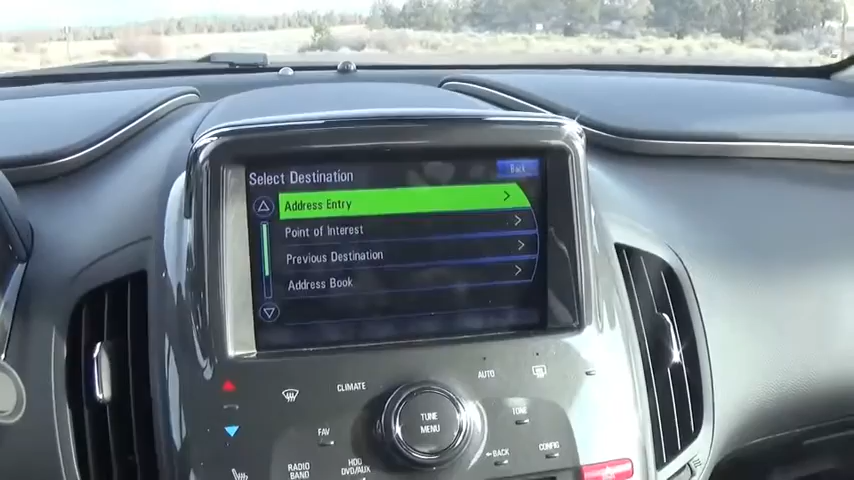 Select Destination
Back
Address Entry
Point of Interest
Previous Destination
Address Book
CLIMATE
AUTO
TUNE
MENU
FAV
TONE
RADIO
BAND
HDD
DVD/AUX
BACK
CONFIG